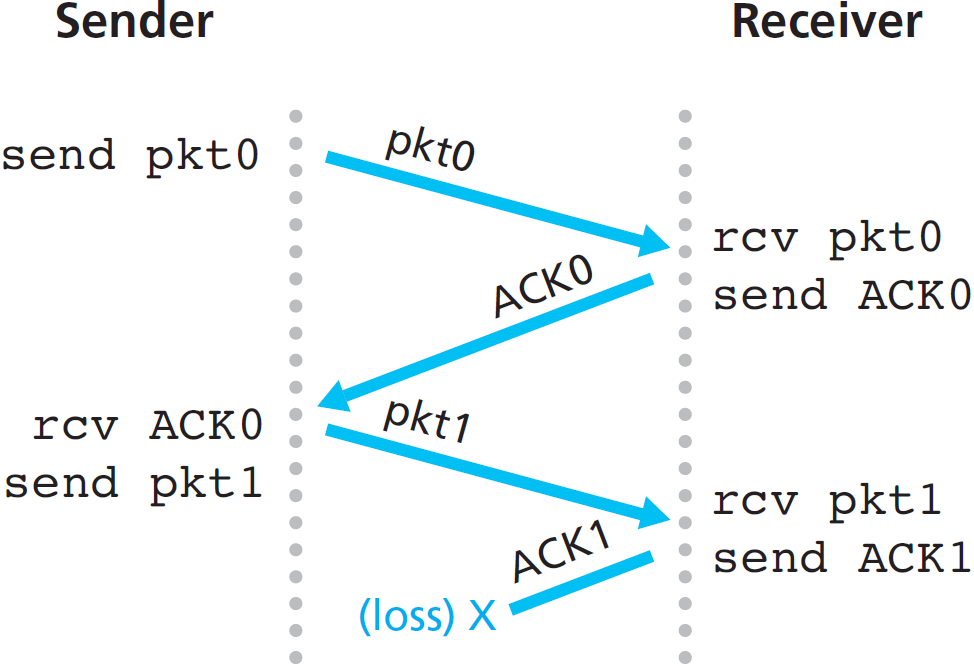 Sender
Receiver
send pkt0
pkt0
rcv pkt0
send ACK0
ACK0
rcv ACK0
send pkt1
pkt1
rcv pkt1
send ACK1
ACK1
(loss) X